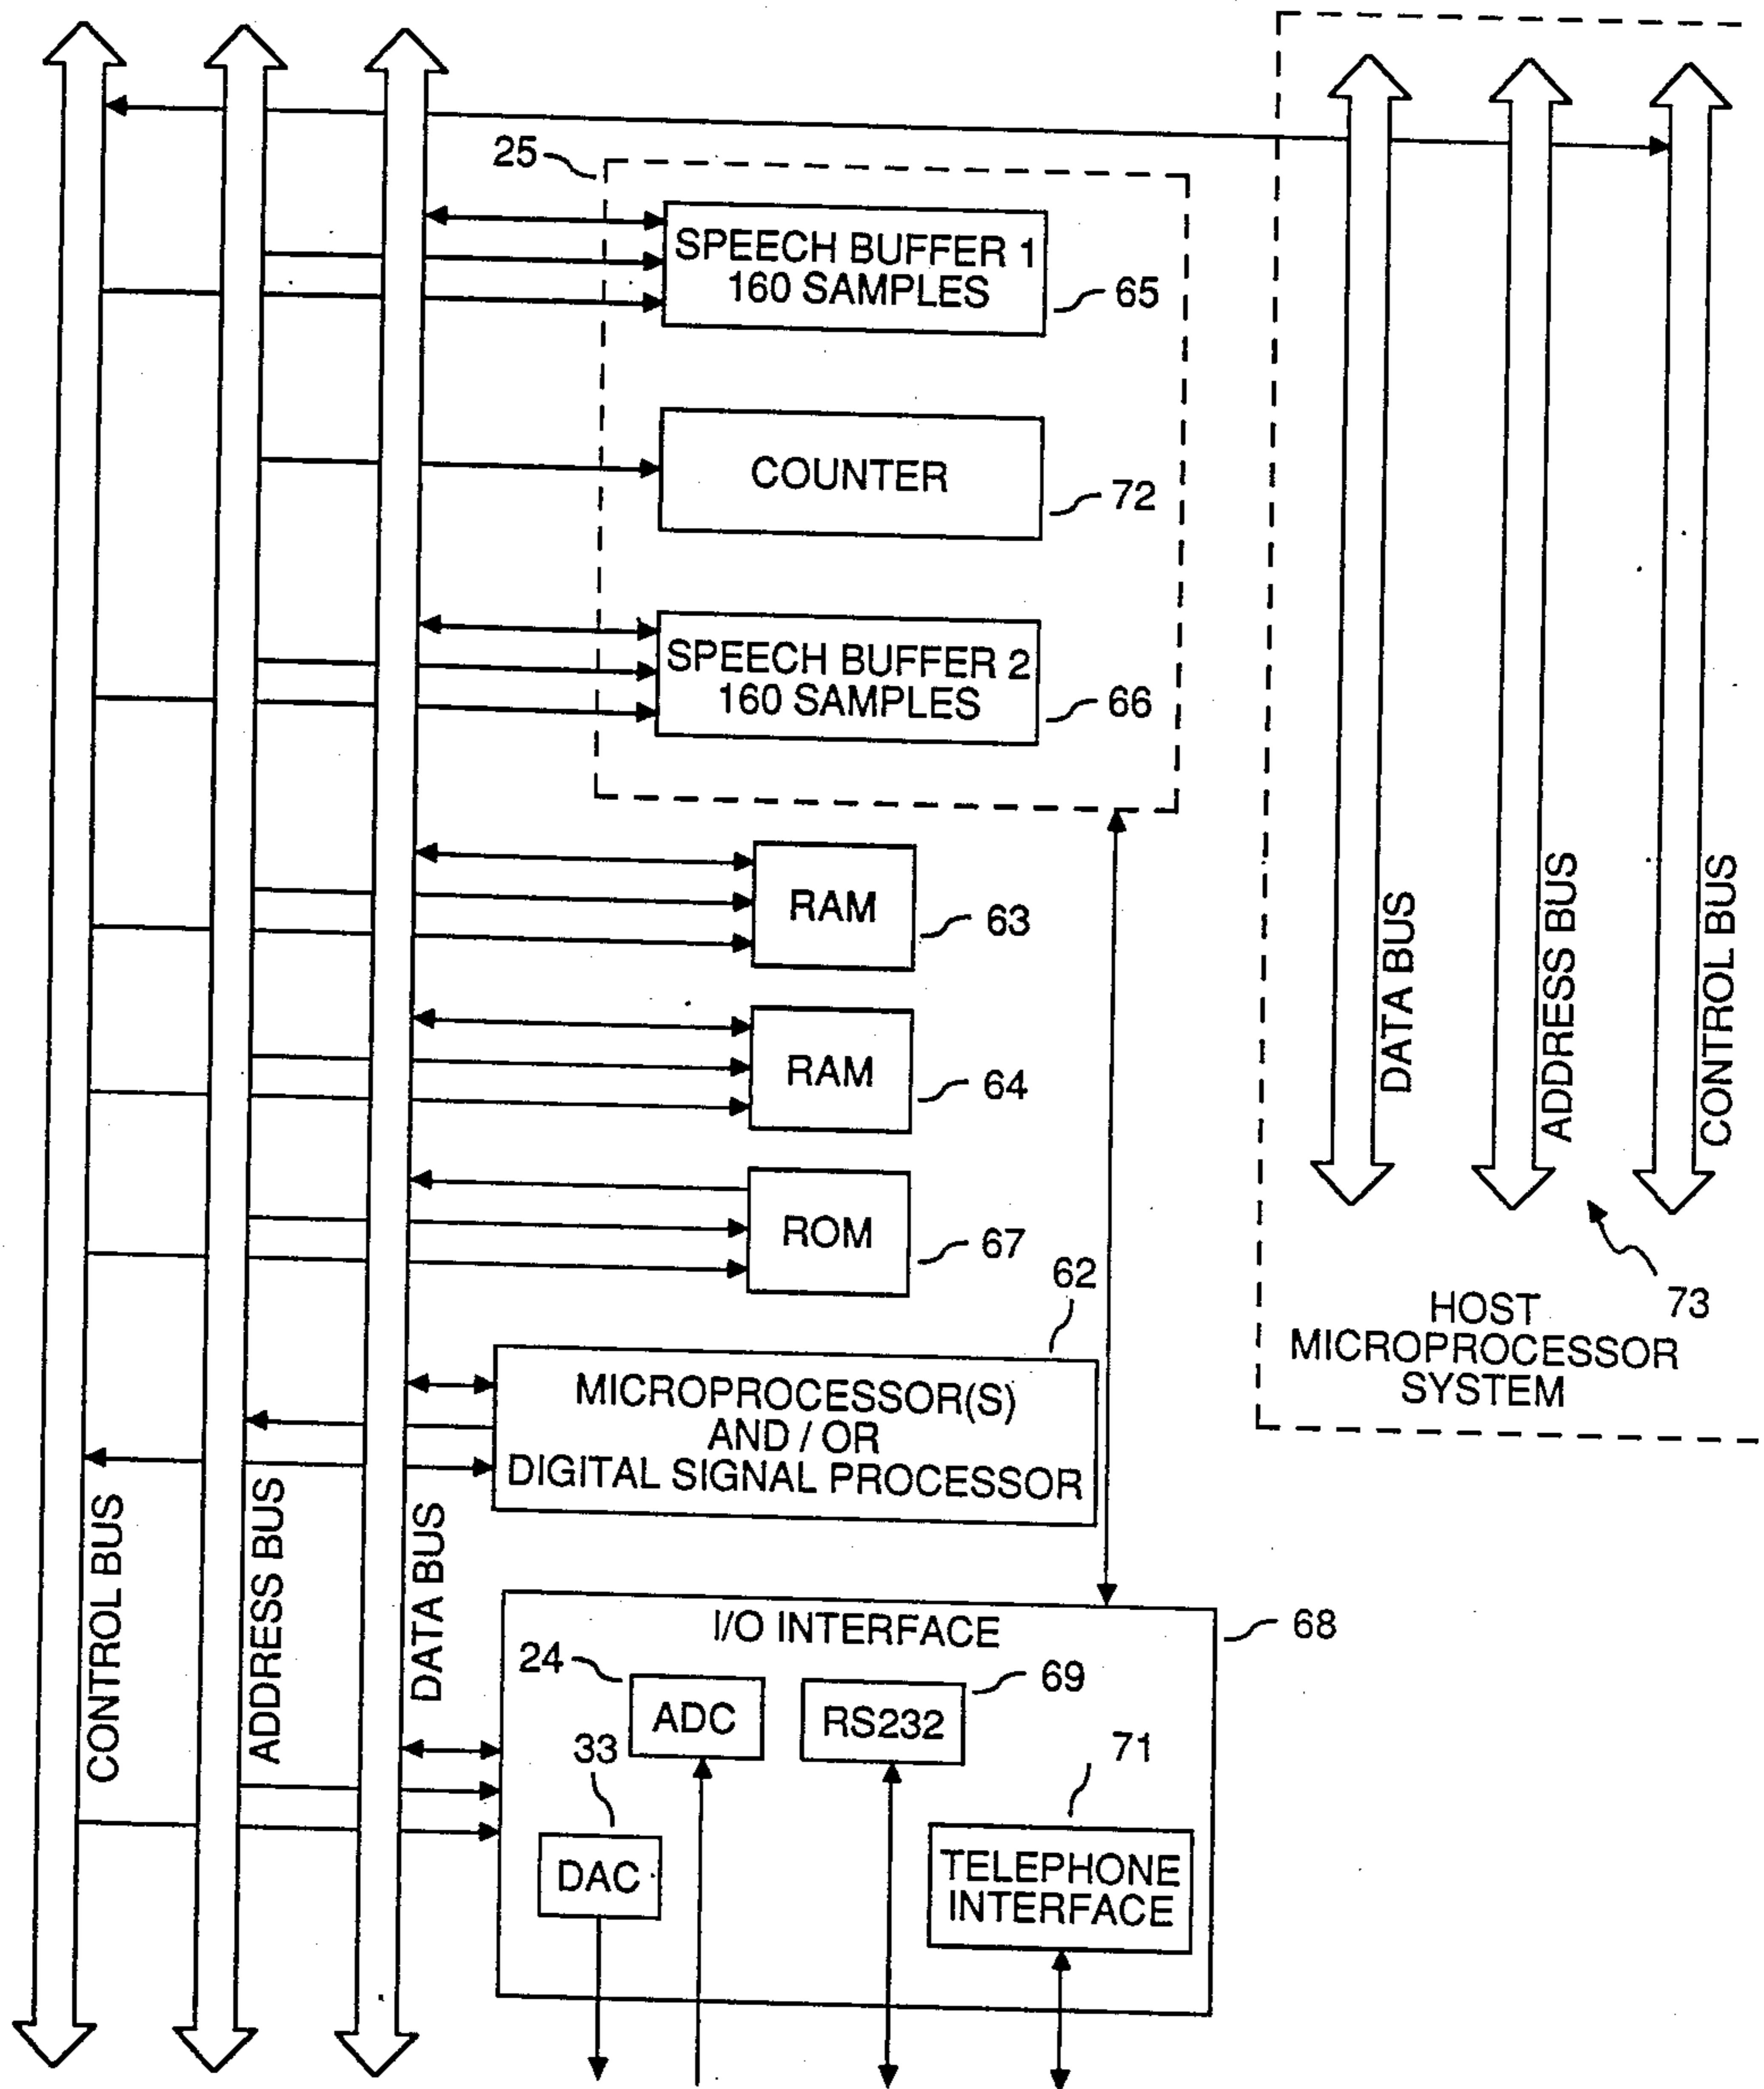 25
SPEECH BUFFER 1
160 SAMPLES
65
COUNTER
72
SPEECH BUFFER 2
160 SAMPLES
66
RAM
63
RAM
64
ROM
67
62
MICROPROCESSOR(S)
AND / OR
DIGITAL SIGNAL PROCESSOR
CONTROL BUS
ADDRESS BUS
DATA BUS
I/O INTERFACE
68
24
ADC
69
RS232
33
DAC
71
TELEPHONE
INTERFACE
DATA BUS
ADDRESS BUS
CONTROL BUS
73
HOST
MICROPROCESSOR
SYSTEM